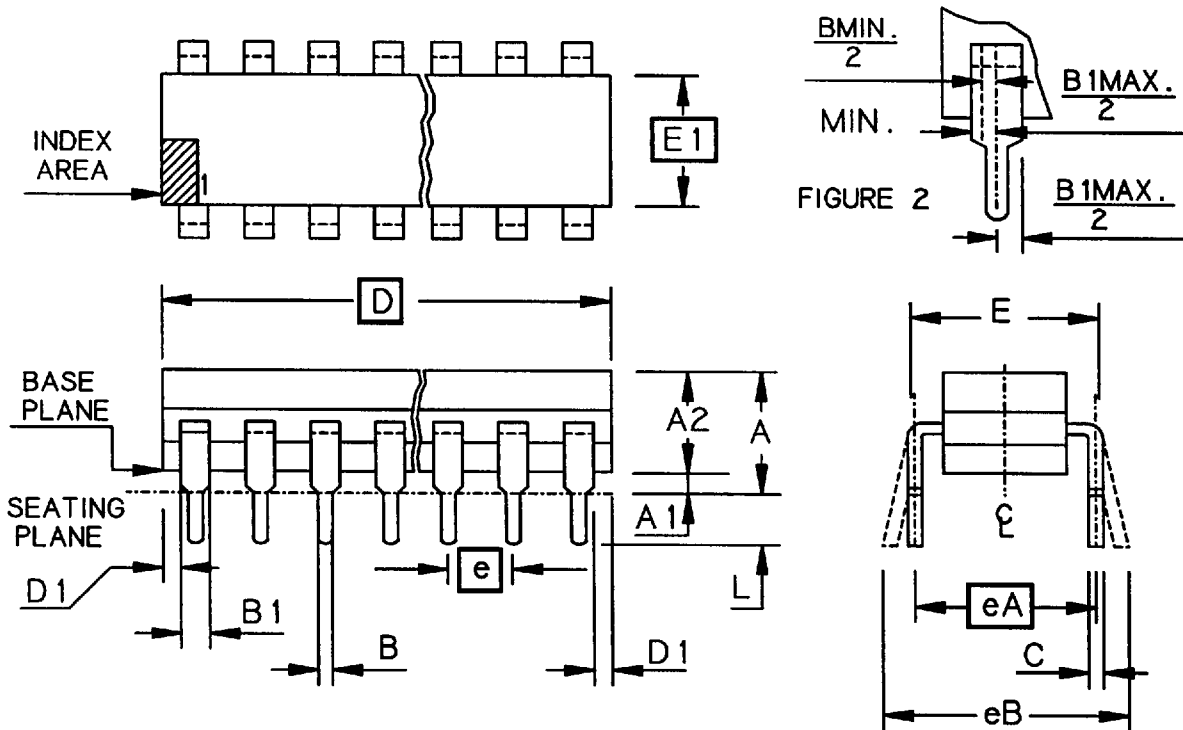 BMIN.
2
B1MAX.
2
MIN.
E1
INDEX
AREA
1
FIGURE 2
B1MAX.
2
D
E
BASE
PLANE
A2
A
SEATING
PLANE
A1
e
L
D1
B1
B
D1
CL
eA
C
eB